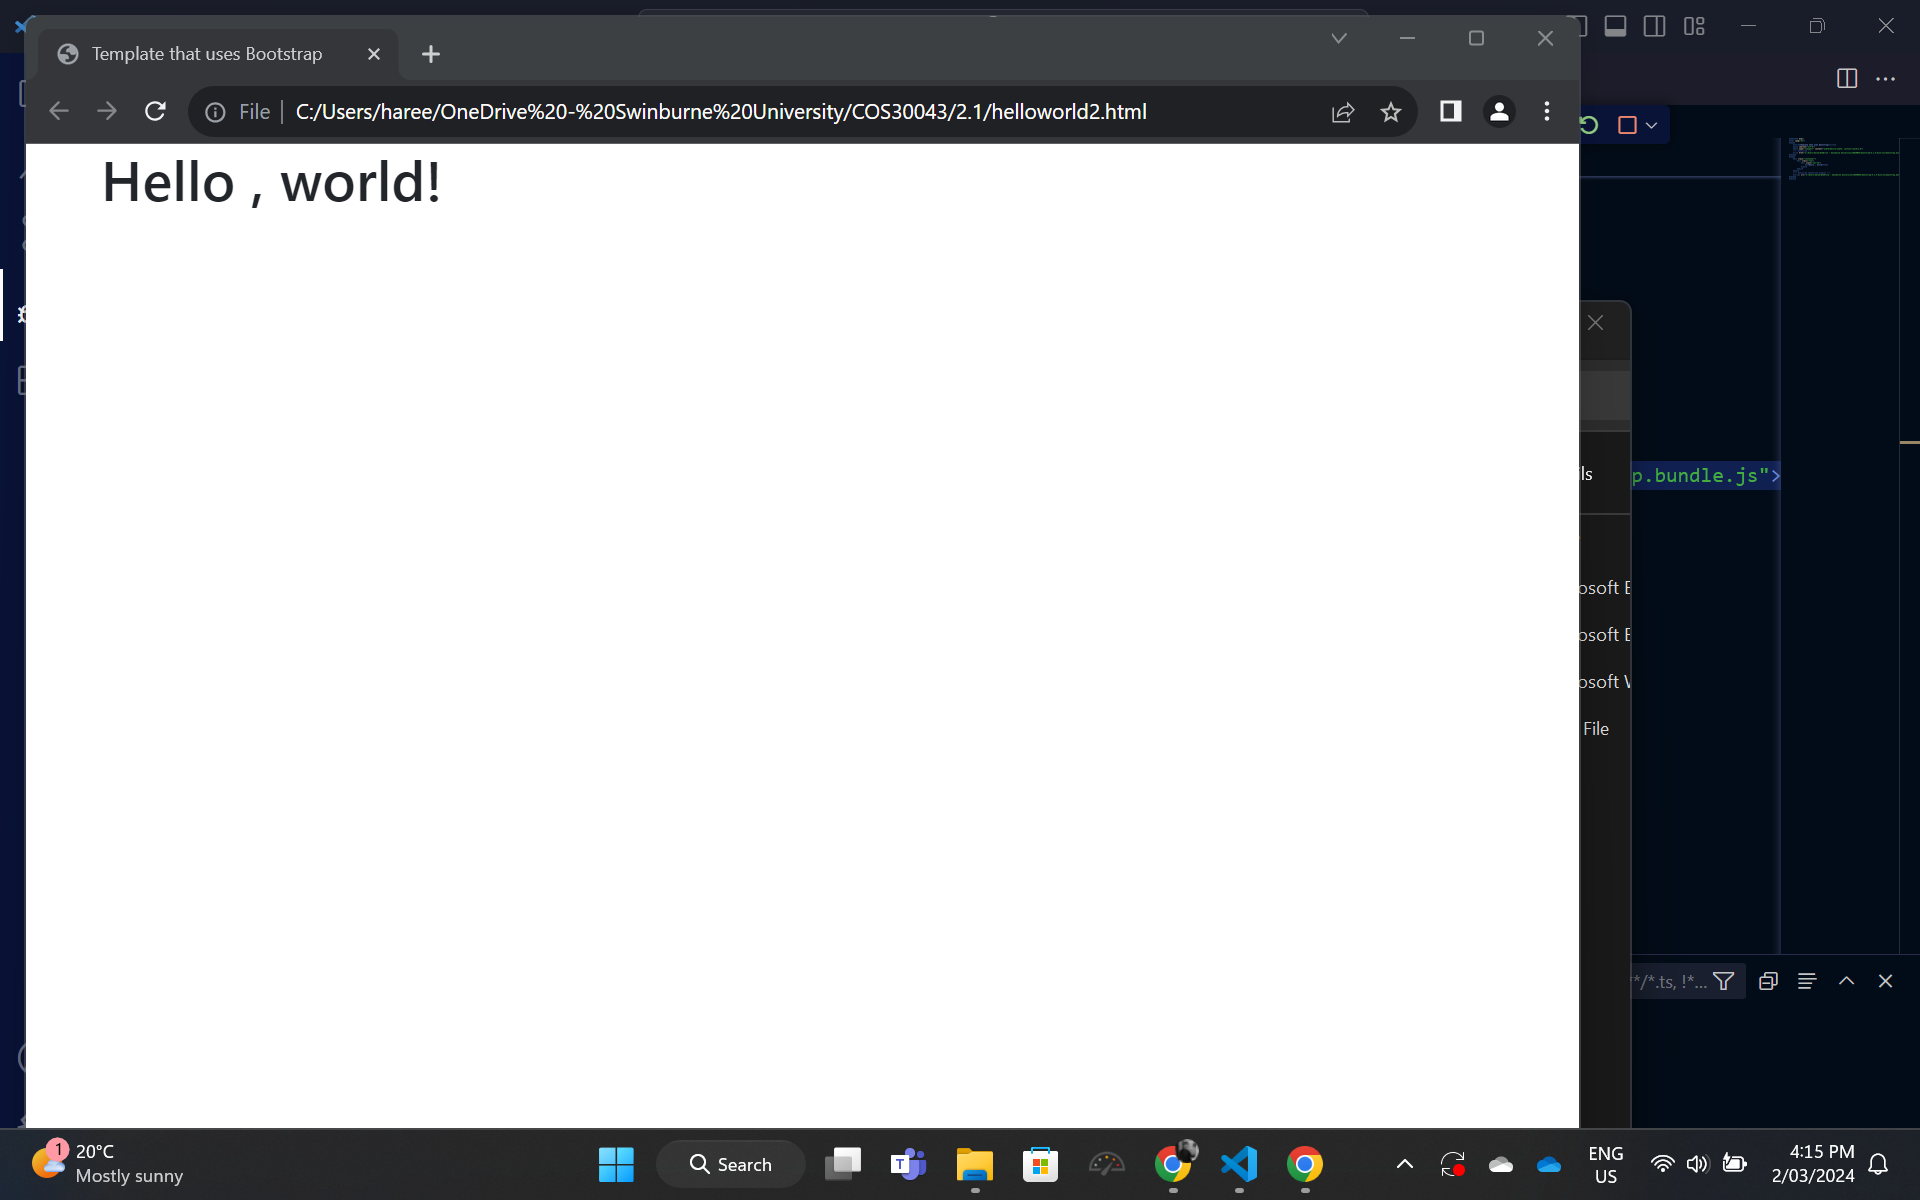 Template that uses Bootstrap
File
C:/Users/haree/OneDrive%20-%20Swinburne%20University/COS30043/2.1/helloworld2.html
Hello , world!
p.bundle.js">
ils
osoft E
osoft E
osoft W
File
*/*.ts, !*...
1
20°C
Mostly sunny
Search
T
ENG
US
4:15 PM
2/03/2024